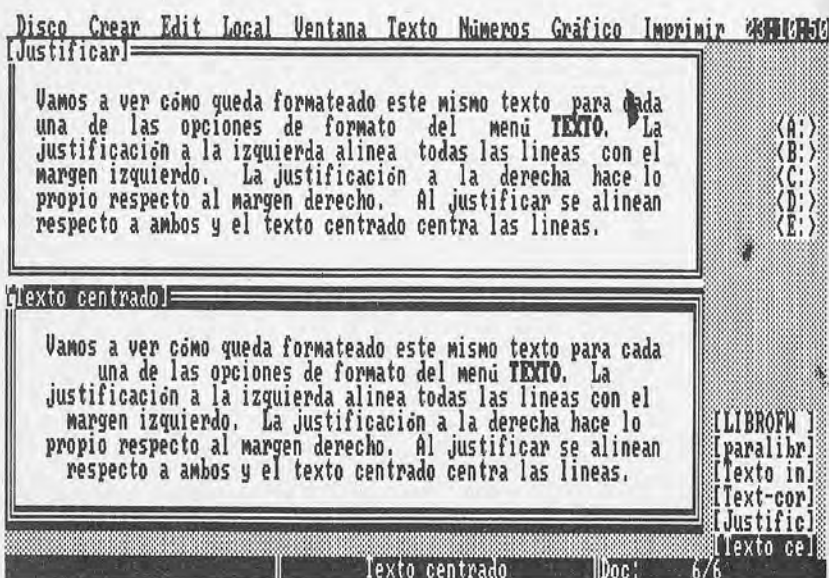 Disco Crear Edit Local Ventana Texto Números Gráfico Imprimir
[Justificar]
Vamos a ver cómo queda formateado este mismo texto para cada
una de las opciones de formato del menú TEXTO. La
justificación a la izquierda alinea todas las lineas con el
margen izquierdo. La justificación a la derecha hace lo
propio respecto al margen derecho. Al justificar se alinean
respecto a ambos y el texto centrado centra las lineas.
<A:>
<B:>
<C:>
<D:>
<E:>
[Texto centrado]
Vamos a ver cómo queda formateado este mismo texto para cada
una de las opciones de formato del menú TEXTO. La
justificación a la izquierda alinea todas las lineas con el
margen izquierdo. La justificación a la derecha hace lo
propio respecto al margen derecho. Al justificar se alinean
respecto a ambos y el texto centrado centra las lineas.
[LIBROFW ]
[paralibr]
[Texto in]
[Text-cor]
[Justific]
[Texto ce]
Texto centrado Doc: 6/6